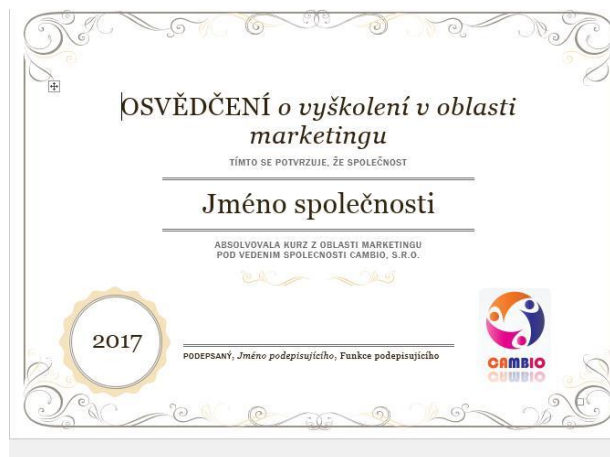 OSVĚDČENÍ o vyškolení v oblasti
marketingu
TÍMTO SE POTVRZUJE, ŽE SPOLEČNOST
Jméno společnosti
ABSOLVOVALA KURZ Z OBLASTI MARKETINGU
POD VEDENIM SPOLECNOSTI CAMBIO, S.R.O.
2017
PODEPSANÝ, Jméno podepisujícího, Funkce podepisujícího
CAMBIO